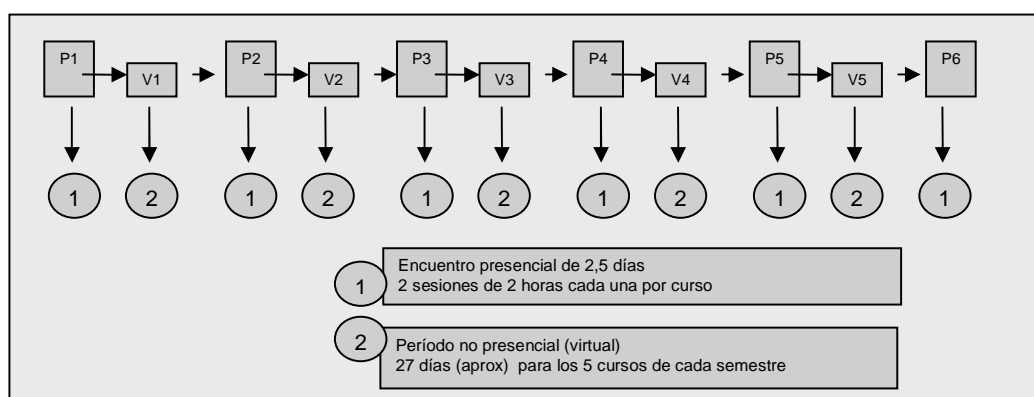 P1 V1 P2 V2 P3 V3 P4 V4 P5 V5 P6
1 2 1 2 1 2 1 2 1 2 1
1
Encuentro presencial de 2,5 días
2 sesiones de 2 horas cada una por curso
2
Período no presencial (virtual)
27 días (aprox) para los 5 cursos de cada semestre